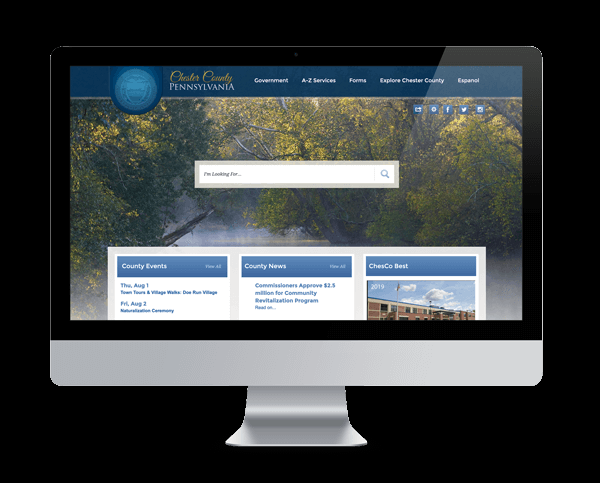 Chester County
PENNSYLVANIA
Government A-Z Services Forms Explore Chester County Espanol
I'm Looking For...
County Events View All
Thu, Aug 1
Town Tours & Village Walks: Doe Run Village
Fri, Aug 2
Naturalization Ceremony
County News View All
Commissioners Approve $2.5
million for Community
Revitalization Program
Read on...
ChesCo Best
2019